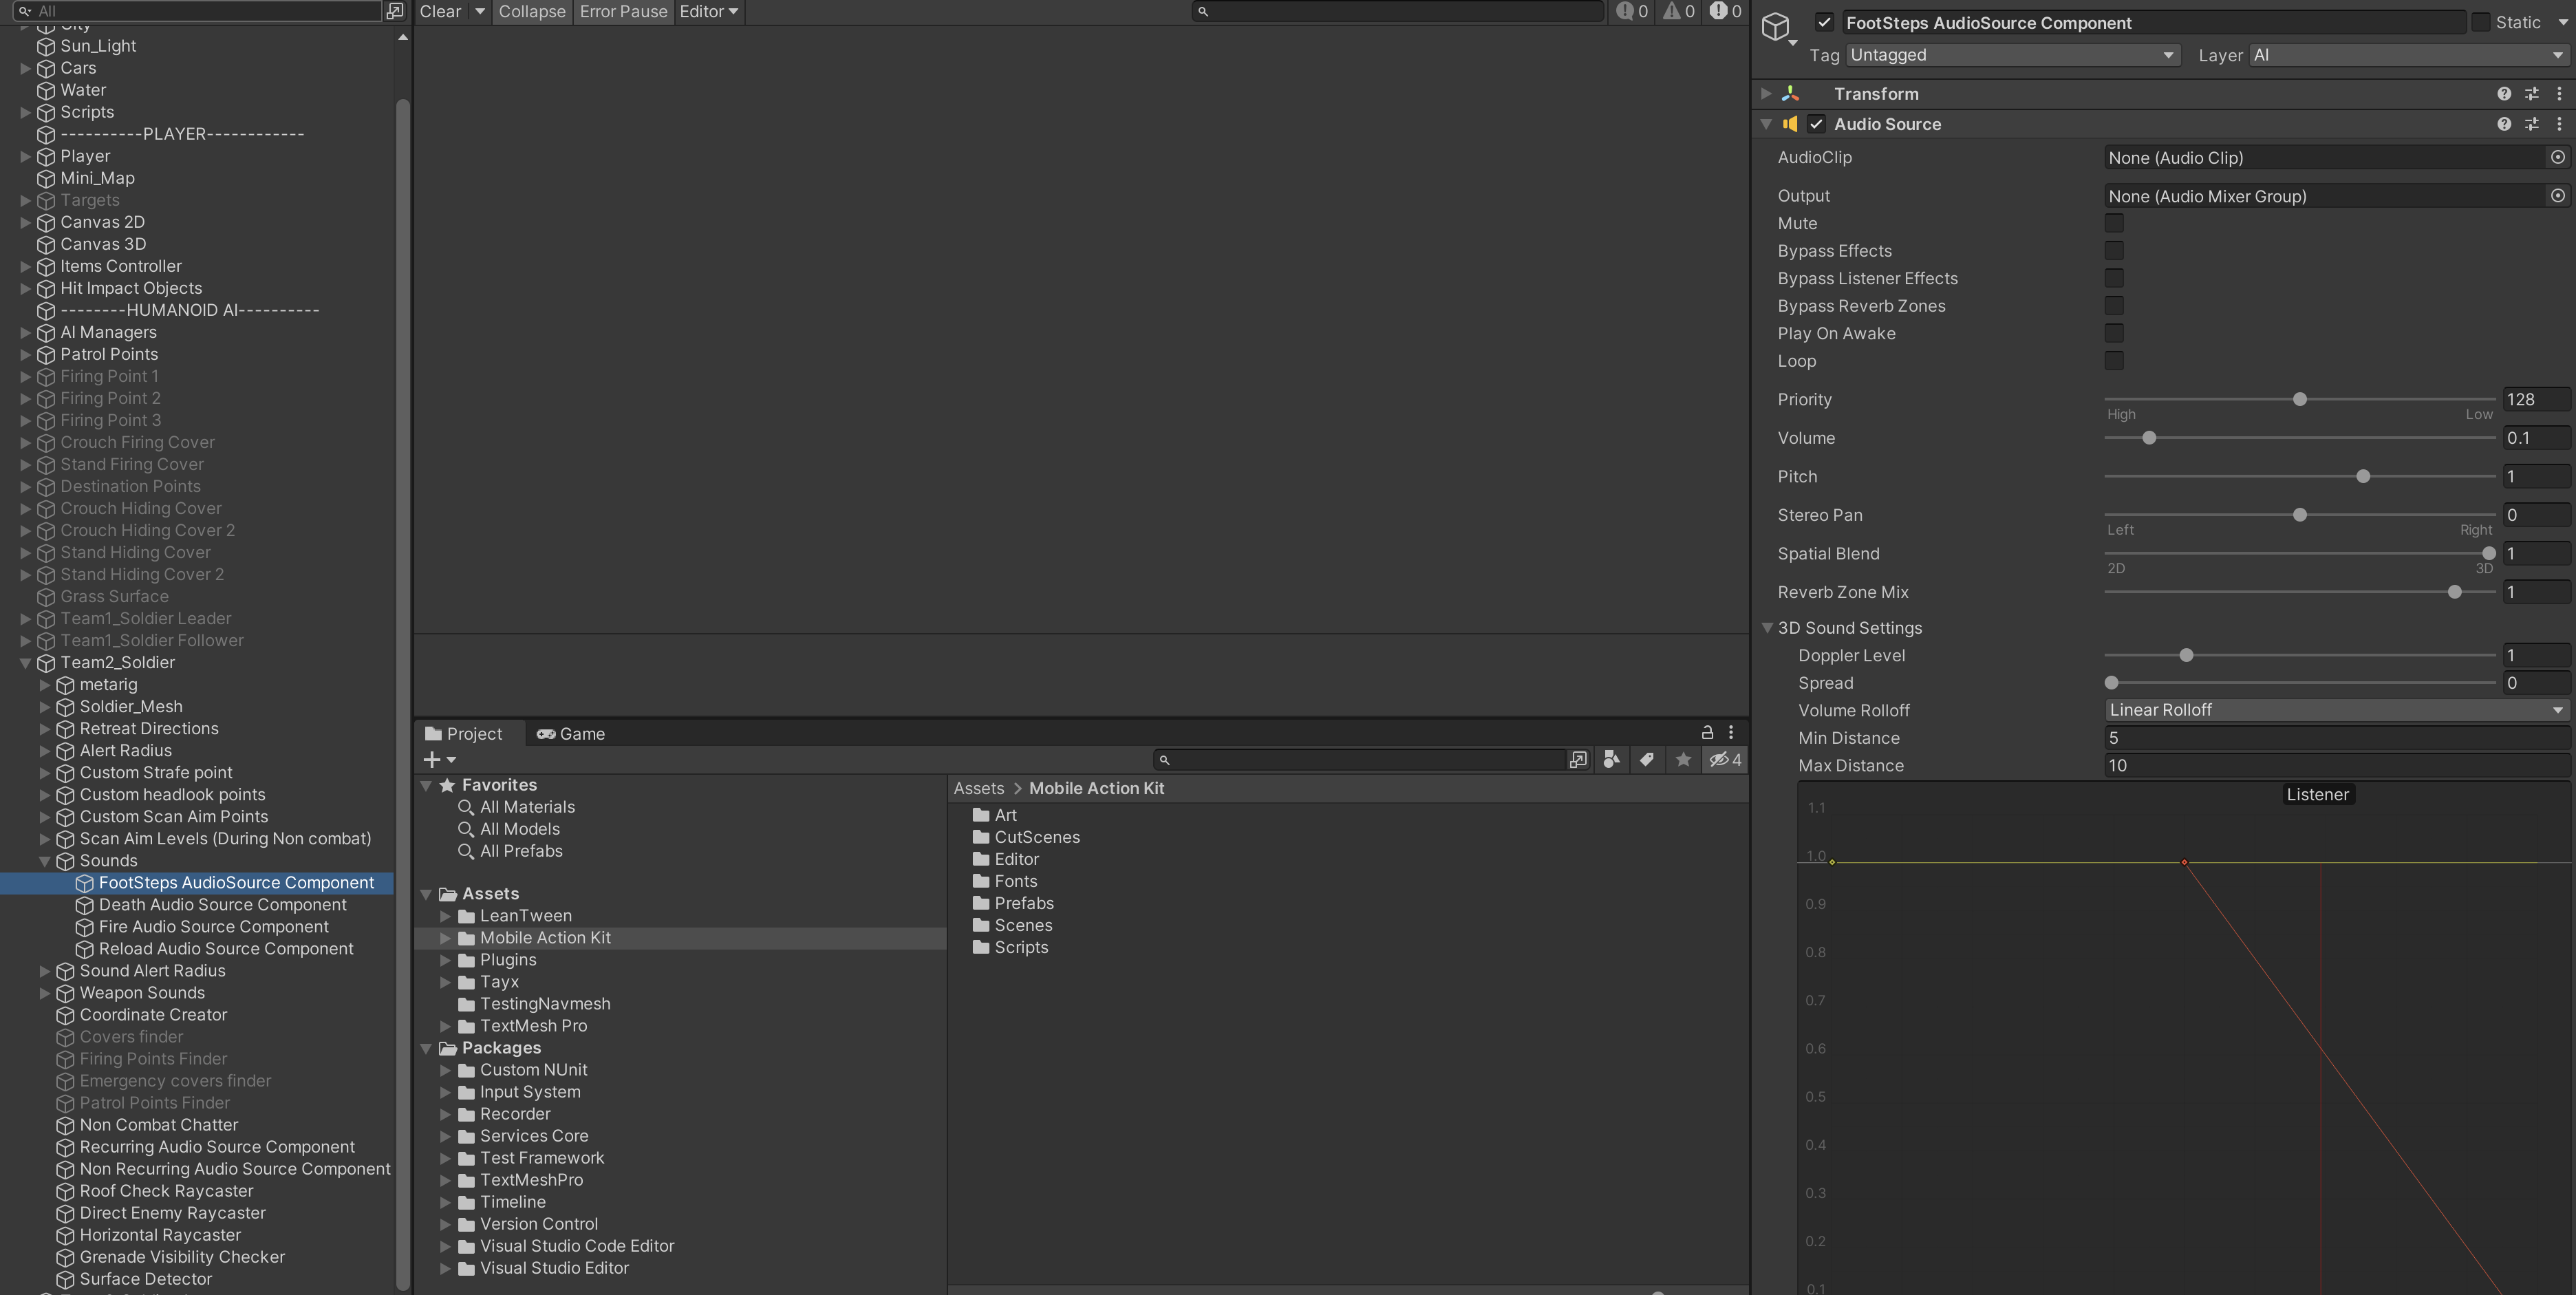 All
City
Sun_Light
Cars
Water
Scripts
----------PLAYER------------
Player
Mini_Map
Targets
Canvas 2D
Canvas 3D
Items Controller
Hit Impact Objects
--------HUMANOID AI----------
AI Managers
Patrol Points
Firing Point 1
Firing Point 2
Firing Point 3
Crouch Firing Cover
Stand Firing Cover
Destination Points
Crouch Hiding Cover
Crouch Hiding Cover 2
Stand Hiding Cover
Stand Hiding Cover 2
Grass Surface
Team1_Soldier Leader
Team1_Soldier Follower
Team2_Soldier
metarig
Soldier_Mesh
Retreat Directions
Alert Radius
Custom Strafe point
Custom headlook points
Custom Scan Aim Points
Scan Aim Levels (During Non combat)
Sounds
FootSteps AudioSource Component
Death Audio Source Component
Fire Audio Source Component
Reload Audio Source Component
Sound Alert Radius
Weapon Sounds
Coordinate Creator
Covers finder
Firing Points Finder
Emergency covers finder
Patrol Points Finder
Non Combat Chatter
Recurring Audio Source Component
Non Recurring Audio Source Component
Roof Check Raycaster
Direct Enemy Raycaster
Horizontal Raycaster
Grenade Visibility Checker
Surface Detector
Clear Collapse Error Pause Editor 0 0 0
Project Game
4
Favorites
All Materials
All Models
All Prefabs
Assets
LeanTween
Mobile Action Kit
Plugins
Tayx
TestingNavmesh
TextMesh Pro
Packages
Custom NUnit
Input System
Recorder
Services Core
Test Framework
TextMeshPro
Timeline
Version Control
Visual Studio Code Editor
Visual Studio Editor
Assets > Mobile Action Kit
Art
CutScenes
Editor
Fonts
Prefabs
Scenes
Scripts
FootSteps AudioSource Component Static
Tag Untagged Layer AI
Transform
Audio Source
AudioClip None (Audio Clip)
Output None (Audio Mixer Group)
Mute
Bypass Effects
Bypass Listener Effects
Bypass Reverb Zones
Play On Awake
Loop
Priority 128
High Low
Volume 0.1
Pitch 1
Stereo Pan 0
Left Right
Spatial Blend 1
2D 3D
Reverb Zone Mix 1
3D Sound Settings
Doppler Level 1
Spread 0
Volume Rolloff Linear Rolloff
Min Distance 5
Max Distance 10
Listener
1.1
1.0
0.9
0.8
0.7
0.6
0.5
0.4
0.3
0.2
0.1